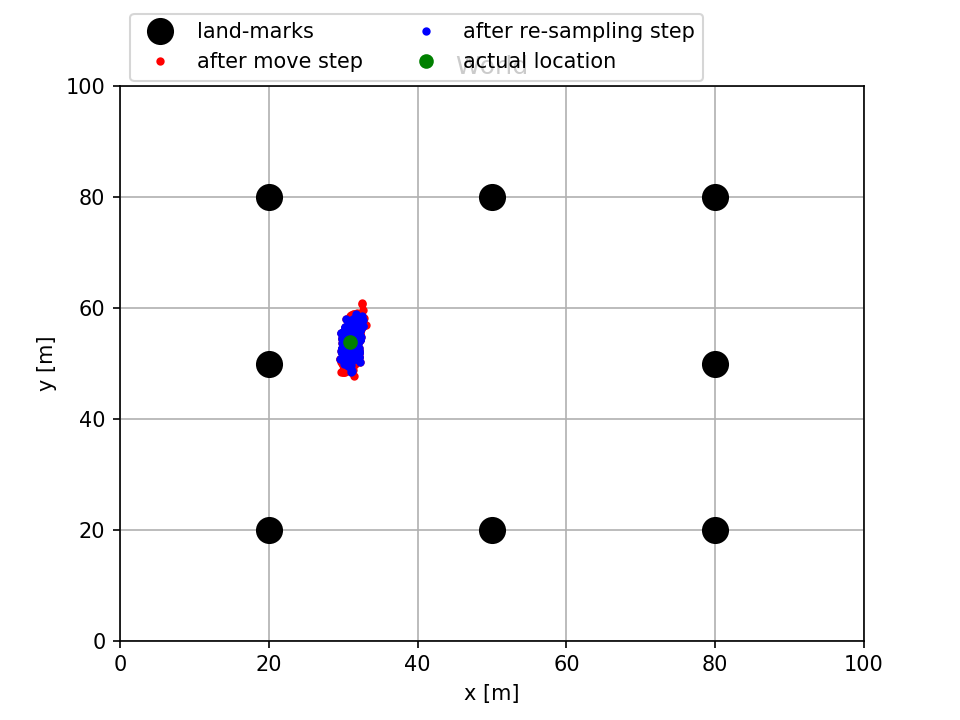 land-marks
after re-sampling step
after move step
actual location
World
100
80
60
40
20
0
y [m]
0 20 40 60 80 100
x [m]